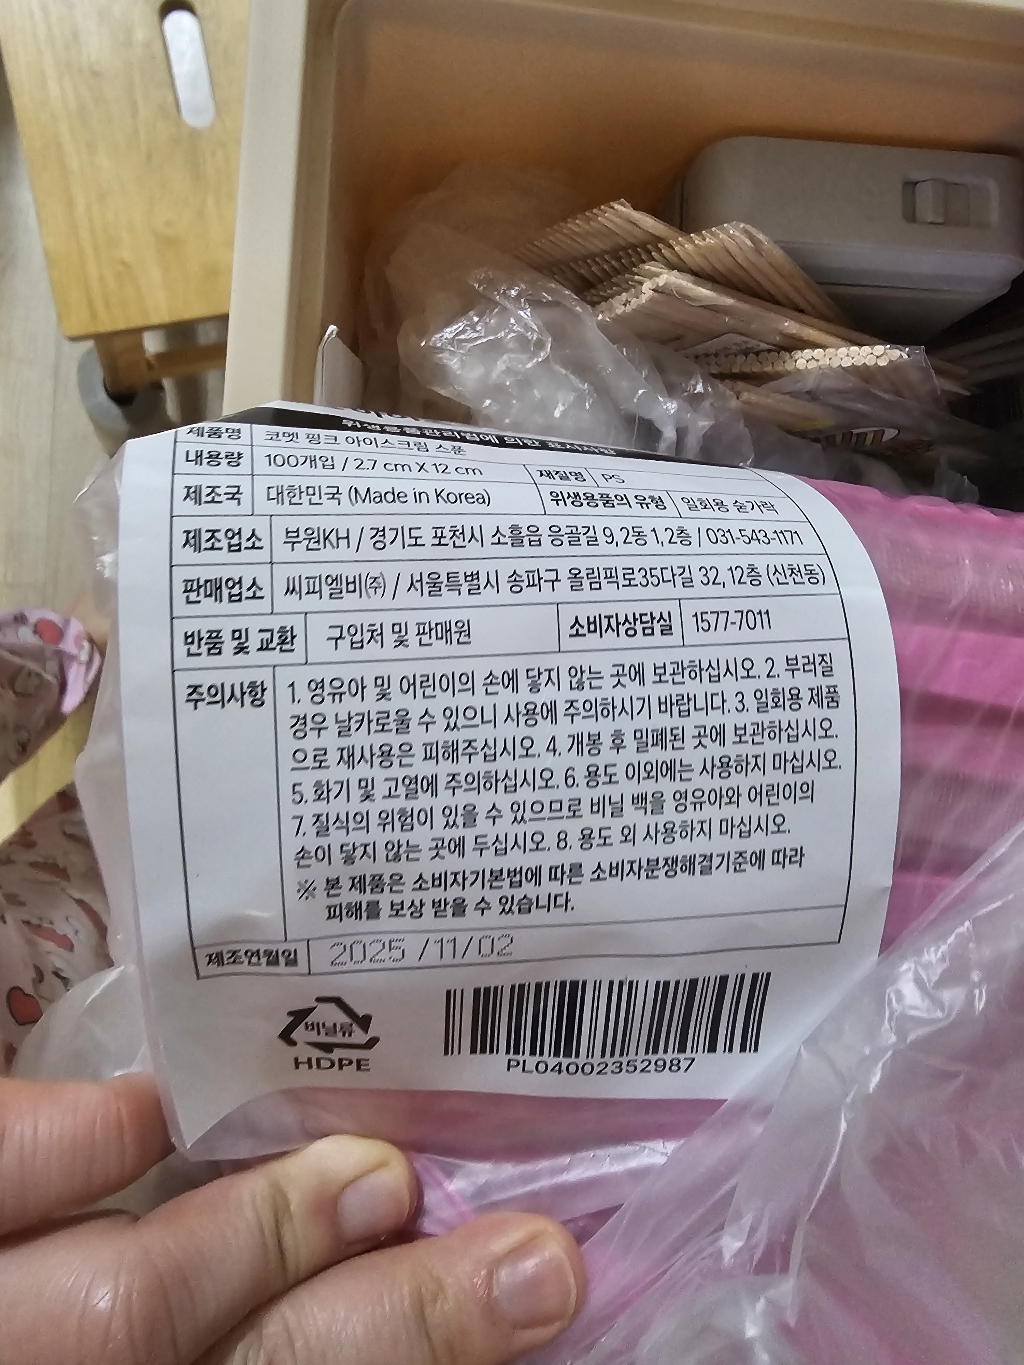 위생용품관리법에 의한 표시사항
제품명 코멧 핑크 아이스크림 스푼
내용량 100개입 / 2.7 cm X 12 cm 재질명 PS
제조국 대한민국 (Made in Korea) 위생용품의 유형 일회용 숟가락
제조업소 부원KH / 경기도 포천시 소흘읍 응골길 9, 2동 1, 2층 / 031-543-1171
판매업소 씨피엘비㈜ / 서울특별시 송파구 올림픽로35다길 32, 12층 (신천동)
반품 및 교환 구입처 및 판매원 소비자상담실 1577-7011
주의사항 1. 영유아 및 어린이의 손에 닿지 않는 곳에 보관하십시오. 2. 부러질
경우 날카로울 수 있으니 사용에 주의하시기 바랍니다. 3. 일회용 제품
으로 재사용은 피해주십시오. 4. 개봉 후 밀폐된 곳에 보관하십시오.
5. 화기 및 고열에 주의하십시오. 6. 용도 이외에는 사용하지 마십시오.
7. 질식의 위험이 있을 수 있으므로 비닐 백을 영유아와 어린이의
손이 닿지 않는 곳에 두십시오. 8. 용도 외 사용하지 마십시오.
※ 본 제품은 소비자기본법에 따른 소비자분쟁해결기준에 따라
피해를 보상 받을 수 있습니다.
제조연월일 2025 /11/02
비닐류
HDPE
PL04002352987